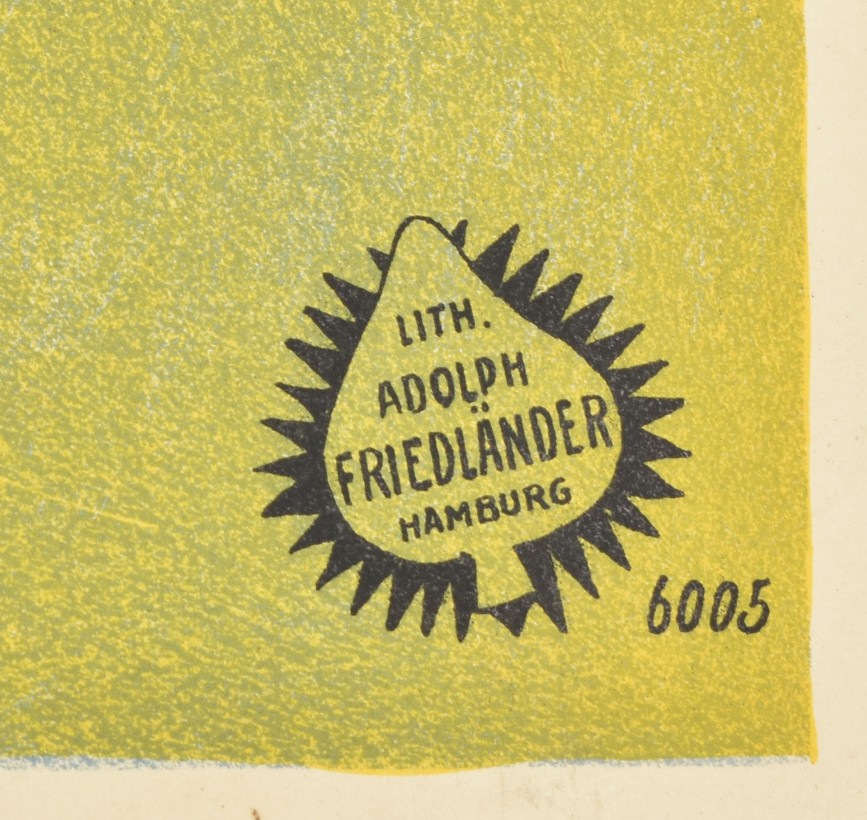 LITH.
ADOLPH
FRIEDLÄNDER
HAMBURG
6005